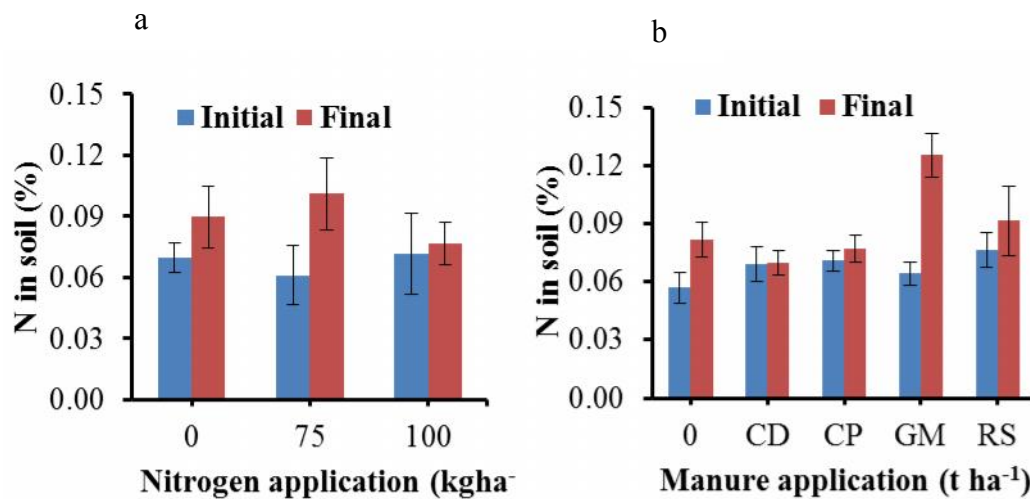 a
0.15
0.12
0.09
0.06
0.03
0.00
N in soil (%)
Initial Final
0 75 100
Nitrogen application (kgha-
b
0.15
0.12
0.09
0.06
0.03
0.00
N in soil (%)
Initial Final
0 CD CP GM RS
Manure application (t ha⁻¹)